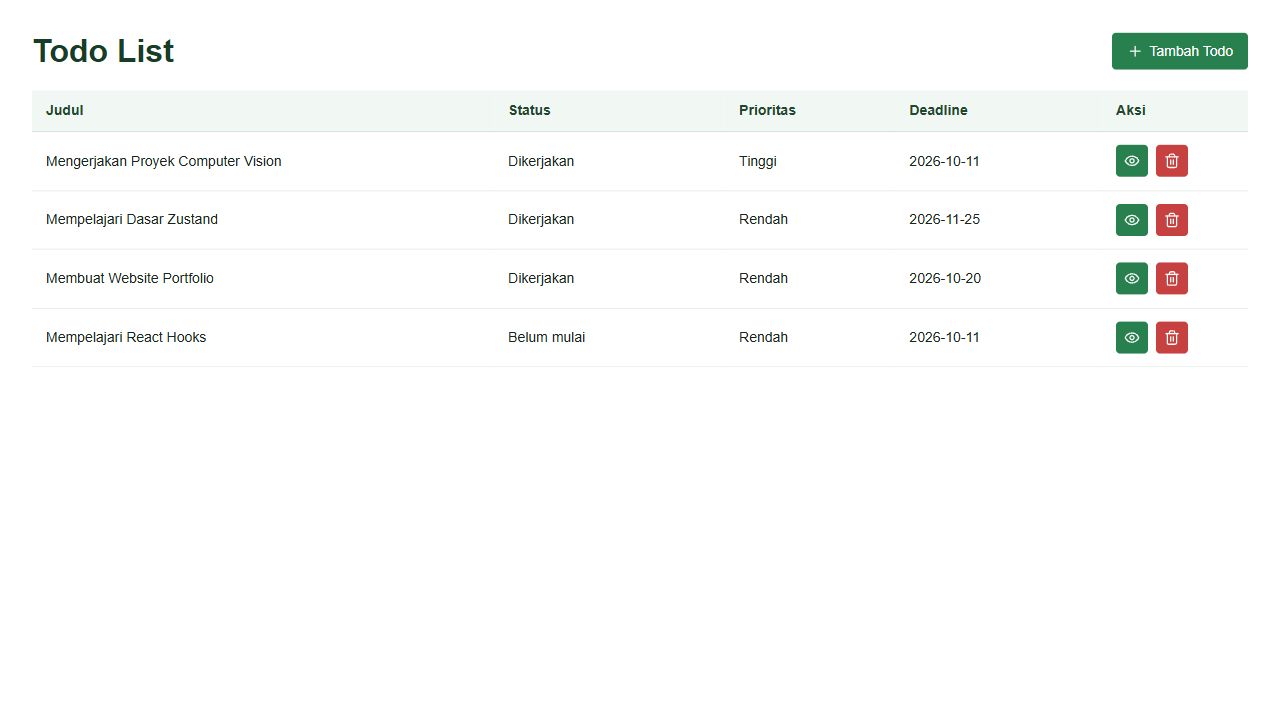 Todo List
Tambah Todo
Judul Status Prioritas Deadline Aksi
Mengerjakan Proyek Computer Vision Dikerjakan Tinggi 2026-10-11
Mempelajari Dasar Zustand Dikerjakan Rendah 2026-11-25
Membuat Website Portfolio Dikerjakan Rendah 2026-10-20
Mempelajari React Hooks Belum mulai Rendah 2026-10-11